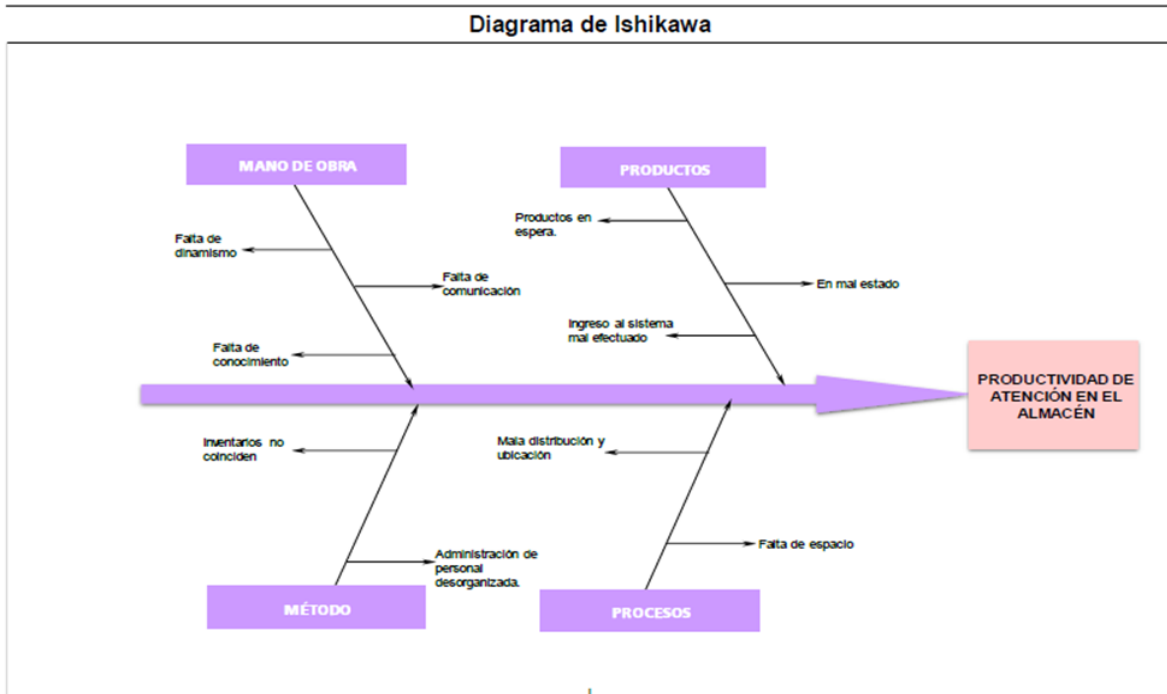 Diagrama de Ishikawa
MANO DE OBRA
PRODUCTOS
Falta de
dinamismo
Falta de
comunicación
Falta de
conocimiento
Productos en
espera.
En mal estado
Ingreso al sistema
mal efectuado
PRODUCTIVIDAD DE
ATENCIÓN EN EL
ALMACÉN
Inventarios no
coinciden
Administración de
personal
desorganizada.
Mala distribución y
ubicación
Falta de espacio
MÉTODO
PROCESOS